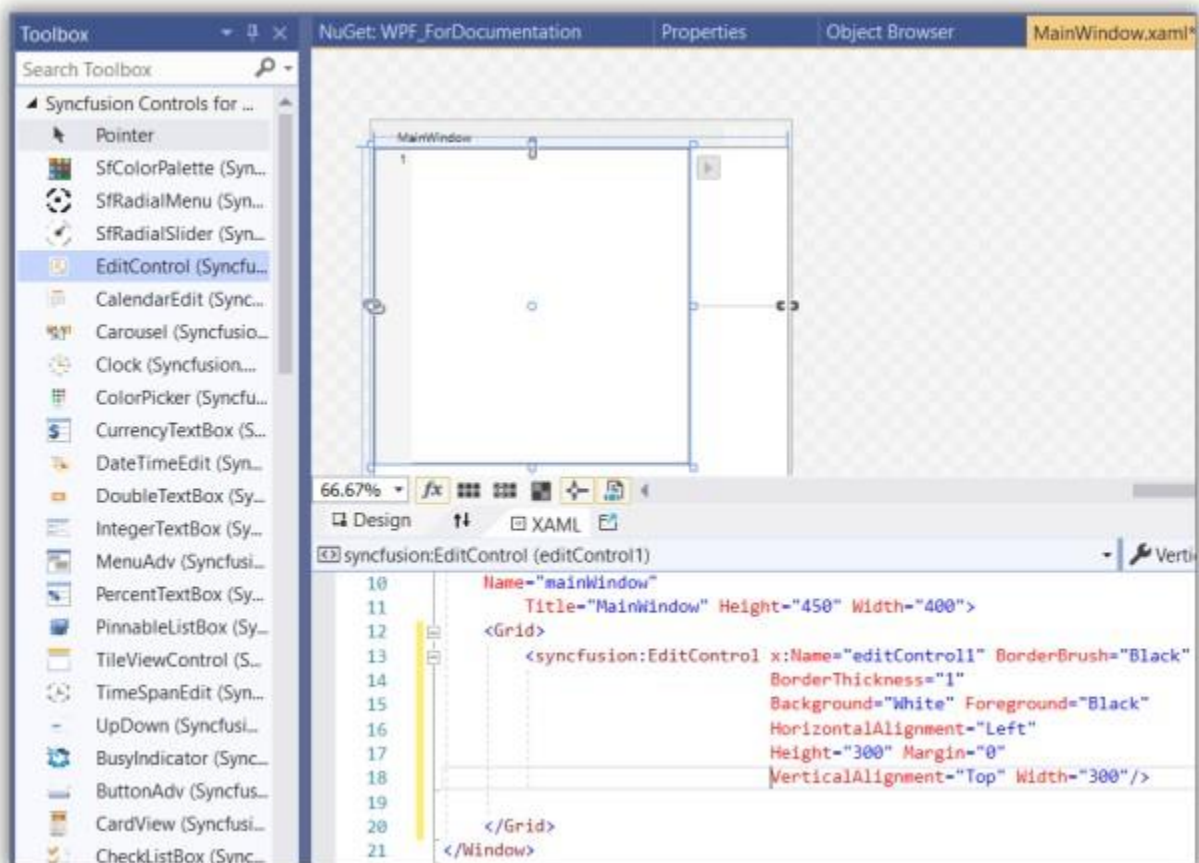 Toolbox
Search Toolbox
Syncfusion Controls for ...
Pointer
SfColorPalette (Syn...
SfRadialMenu (Syn...
SfRadialSlider (Syn...
EditControl (Syncfu...
CalendarEdit (Sync...
Carousel (Syncfusio...
Clock (Syncfusion....
ColorPicker (Syncfu...
CurrencyTextBox (S...
DateTimeEdit (Syn...
DoubleTextBox (Sy...
IntegerTextBox (Sy...
MenuAdv (Syncfusi...
PercentTextBox (Sy...
PinnableListBox (Sy...
TileViewControl (S...
TimeSpanEdit (Syn...
UpDown (Syncfusi...
BusyIndicator (Sync...
ButtonAdv (Syncfus...
CardView (Syncfusi...
CheckListBox (Sync...
NuGet: WPF_ForDocumentation Properties Object Browser MainWindow.xaml*
MainWindow
1
66.67% fx
Design XAML
syncfusion:EditControl (editControl1) Verti
10 Name="mainWindow"
11 Title="MainWindow" Height="450" Width="400">
12 <Grid>
13 <syncfusion:EditControl x:Name="editControl1" BorderBrush="Black"
14 BorderThickness="1"
15 Background="White" Foreground="Black"
16 HorizontalAlignment="Left"
17 Height="300" Margin="0"
18 VerticalAlignment="Top" Width="300"/>
19
20 </Grid>
21 </Window>